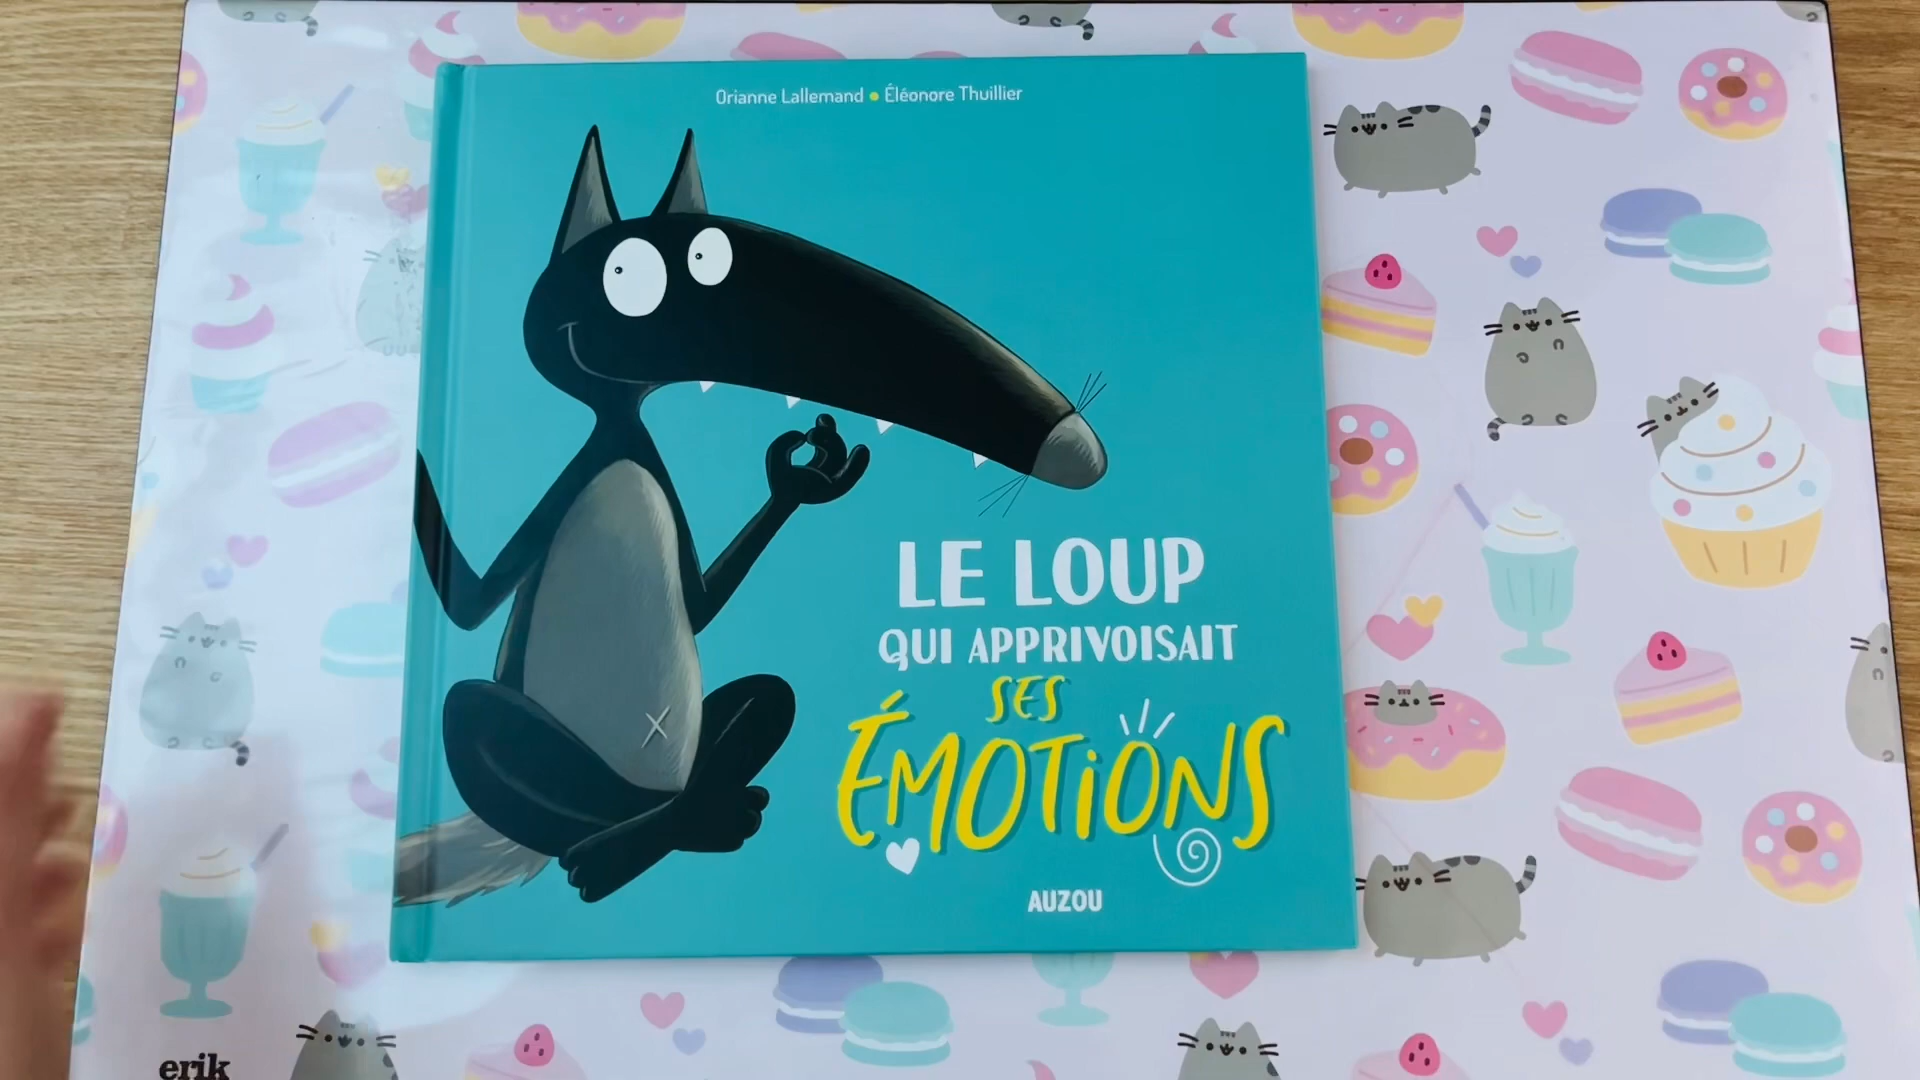 Orianne Lallemand • Éléonore Thuillier
LE LOUP
QUI APPRIVOISAIT
SES
ÉMOTIONS
AUZOU
erik